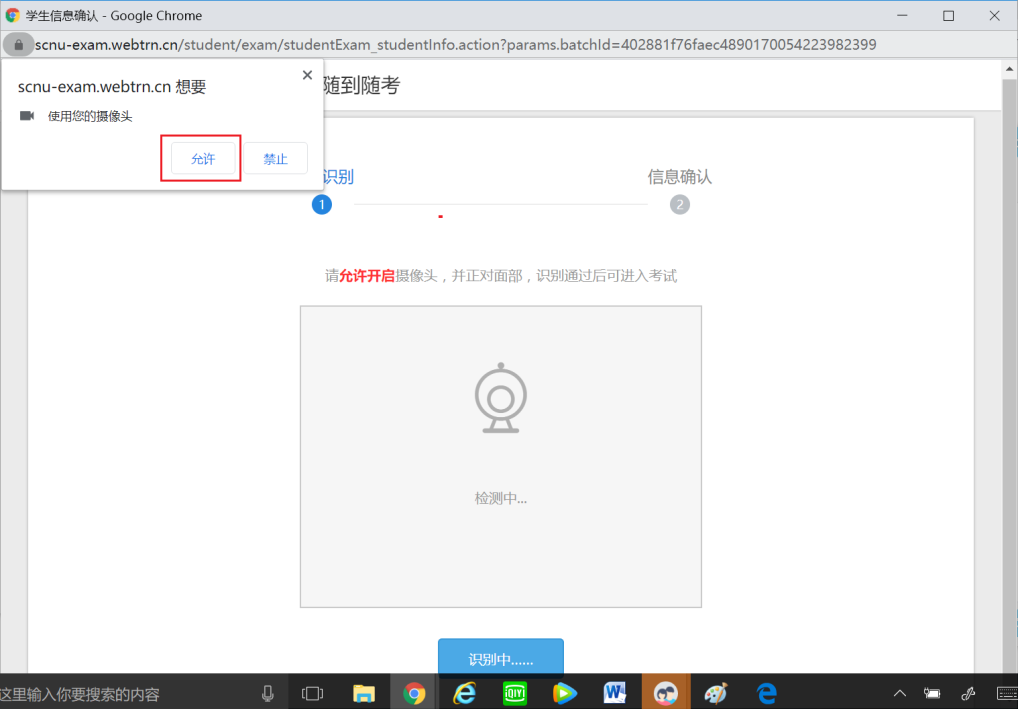 学生信息确认 - Google Chrome
scnu-exam.webtrn.cn/student/exam/studentExam_studentInfo.action?params.batchId=402881f76faec4890170054223982399
scnu-exam.webtrn.cn 想要
使用您的摄像头
允许
禁止
随到随考
识别
信息确认
1
2
请允许开启摄像头，并正对面部，识别通过后可进入考试
检测中...
识别中......
这里输入你要搜索的内容
iQIY
W